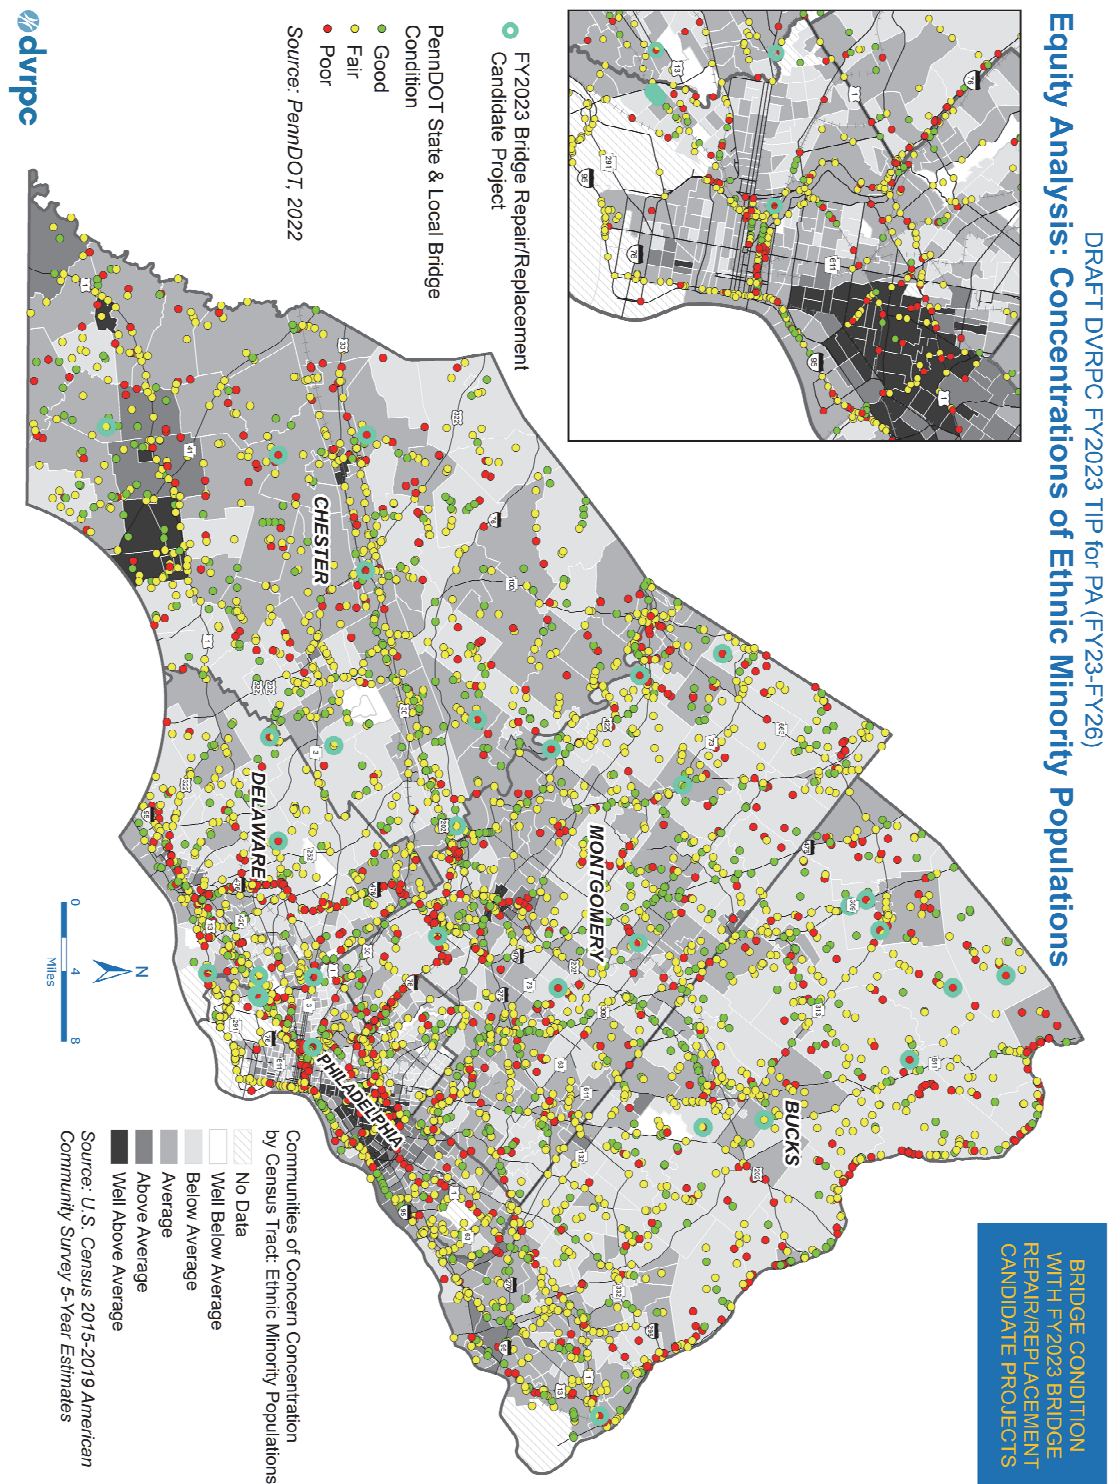 DRAFT DVRPC FY2023 TIP for PA (FY23-FY26)
Equity Analysis: Concentrations of Ethnic Minority Populations
BRIDGE CONDITION
WITH FY2023 BRIDGE
REPAIR/REPLACEMENT
CANDIDATE PROJECTS
FY2023 Bridge Repair/Replacement
Candidate Project
PennDOT State & Local Bridge
Condition
Good
Fair
Poor
Source: PennDOT, 2022
CHESTER
DELAWARE
MONTGOMERY
PHILADELPHIA
BUCKS
N
0
4
8
Miles
Communities of Concern Concentration
by Census Tract: Ethnic Minority Populations
No Data
Well Below Average
Below Average
Average
Above Average
Well Above Average
Source: U.S. Census 2015-2019 American
Community Survey 5-Year Estimates
dvrpc